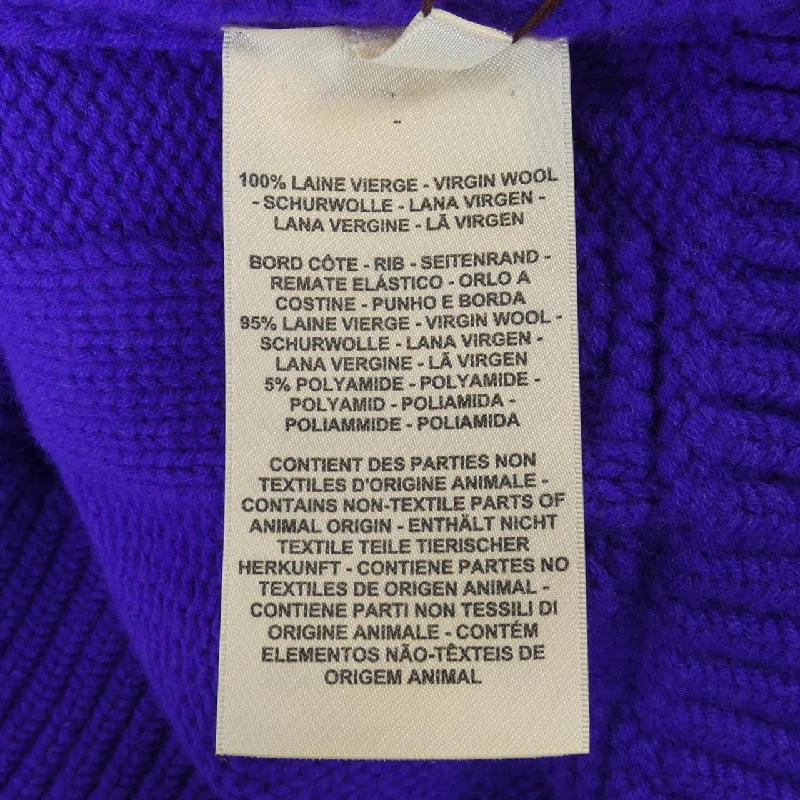 100% LAINE VIERGE - VIRGIN WOOL
- SCHURWOLLE - LANA VIRGEN -
LANA VERGINE - LÃ VIRGEN
BORD CÔTE - RIB - SEITENRAND -
REMATE ELÁSTICO - ORLO A
COSTINE - PUNHO E BORDA
95% LAINE VIERGE - VIRGIN WOOL -
SCHURWOLLE - LANA VIRGEN -
LANA VERGINE - LÃ VIRGEN
5% POLYAMIDE - POLYAMIDE -
POLYAMID - POLIAMIDA -
POLIAMMIDE - POLIAMIDA
CONTIENT DES PARTIES NON
TEXTILES D'ORIGINE ANIMALE -
CONTAINS NON-TEXTILE PARTS OF
ANIMAL ORIGIN - ENTHÄLT NICHT
TEXTILE TEILE TIERISCHER
HERKUNFT - CONTIENE PARTES NO
TEXTILES DE ORIGEN ANIMAL -
CONTIENE PARTI NON TESSILI DI
ORIGINE ANIMALE - CONTÉM
ELEMENTOS NÃO-TÊXTEIS DE
ORIGEM ANIMAL